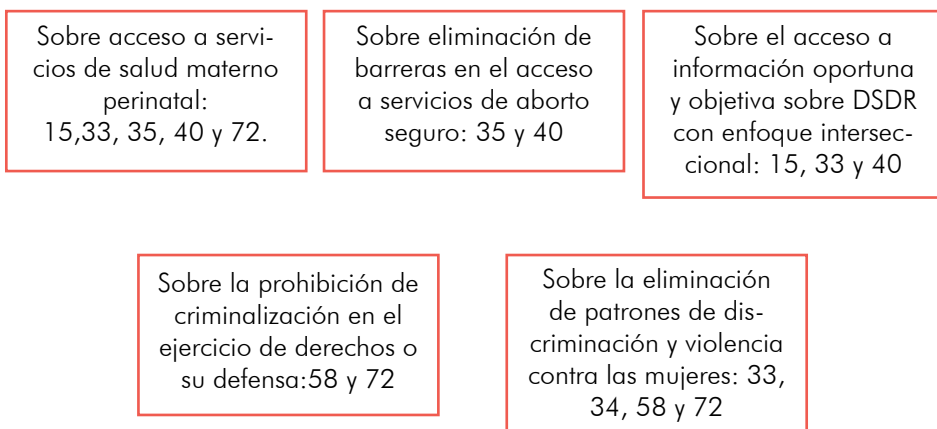 Sobre acceso a servi-
cios de salud materno
perinatal:
15,33, 35, 40 y 72.
Sobre eliminación de
barreras en el acceso
a servicios de aborto
seguro: 35 y 40
Sobre el acceso a
información oportuna
y objetiva sobre DSDR
con enfoque intersec-
cional: 15, 33 y 40
Sobre la prohibición de
criminalización en el
ejercicio de derechos o
su defensa:58 y 72
Sobre la eliminación
de patrones de dis-
criminación y violencia
contra las mujeres: 33,
34, 58 y 72